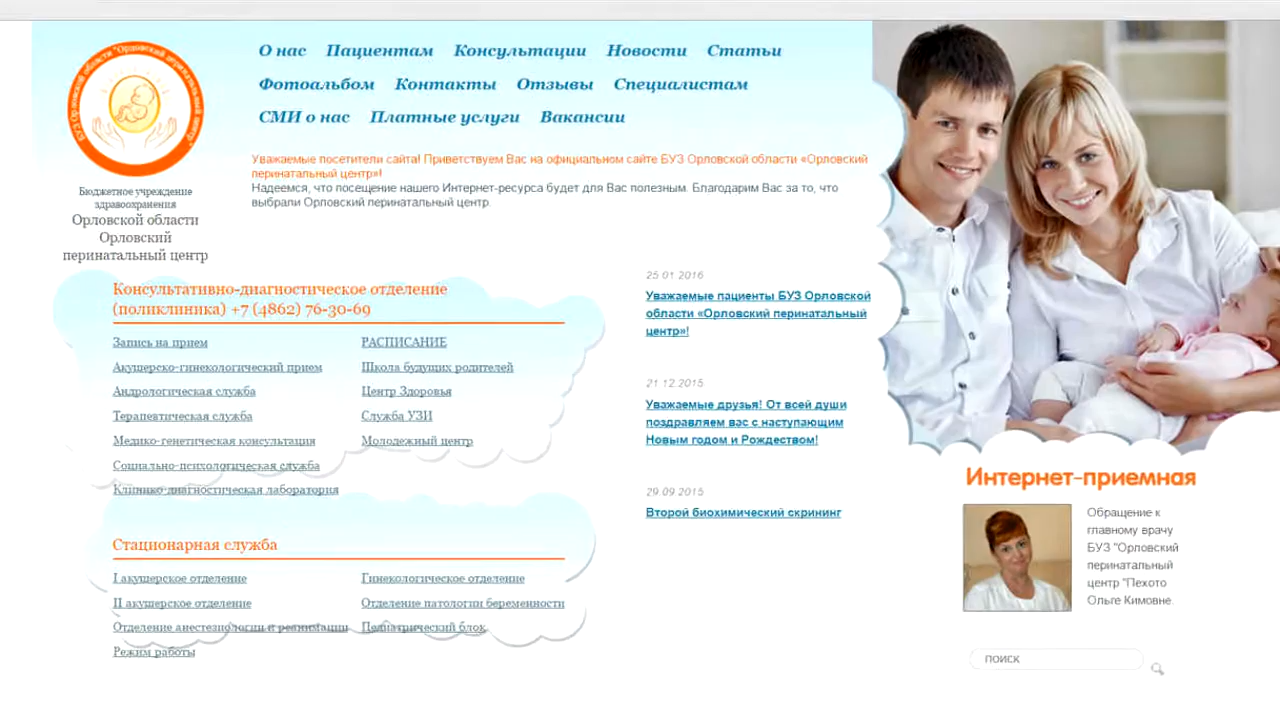 БУЗ Орловской области "Орловский перинатальный центр"
Бюджетное учреждение
здравоохранения
Орловской области
Орловский
перинатальный центр
О нас Пациентам Консультации Новости Статьи
Фотоальбом Контакты Отзывы Специалистам
СМИ о нас Платные услуги Вакансии
Уважаемые посетители сайта! Приветствуем Вас на официальном сайте БУЗ Орловской области «Орловский
перинатальный центр»!
Надеемся, что посещение нашего Интернет-ресурса будет для Вас полезным. Благодарим Вас за то, что
выбрали Орловский перинатальный центр.
Консультативно-диагностическое отделение
(поликлиника) +7 (4862) 76-30-69
Запись на прием РАСПИСАНИЕ
Акушерско-гинекологический прием Школа будущих родителей
Андрологическая служба Центр Здоровья
Терапевтическая служба Служба УЗИ
Медико-генетическая консультация Молодежный центр
Социально-психологическая служба
Клинико-диагностическая лаборатория
Стационарная служба
I акушерское отделение Гинекологическое отделение
II акушерское отделение Отделение патологии беременности
Отделение анестезиологии и реанимации Педиатрический блок
Режим работы
25.01.2016
Уважаемые пациенты БУЗ Орловской
области «Орловский перинатальный
центр»!
21.12.2015
Уважаемые друзья! От всей души
поздравляем вас с наступающим
Новым годом и Рождеством!
29.09.2015
Второй биохимический скрининг
Интернет-приемная
Обращение к
главному врачу
БУЗ "Орловский
перинатальный
центр "Пехото
Ольге Кимовне.
ПОИСК